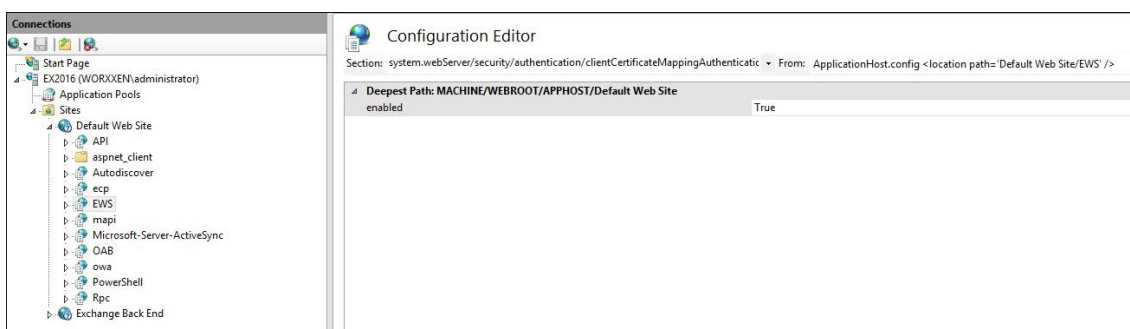 Connections
Start Page
EX2016 (WORXXEN\administrator)
Application Pools
Sites
Default Web Site
API
aspnet_client
Autodiscover
ecp
EWS
mapi
Microsoft-Server-ActiveSync
OAB
owa
PowerShell
Rpc
Exchange Back End
Configuration Editor
Section: system.webServer/security/authentication/clientCertificateMappingAuthenticatic From: ApplicationHost.config <location path='Default Web Site/EWS' />
Deepest Path: MACHINE/WEBROOT/APPHOST/Default Web Site
enabled True